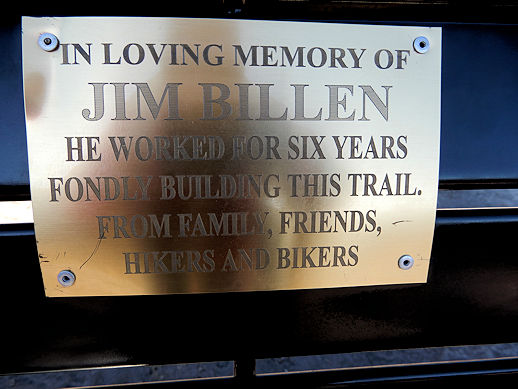 IN LOVING MEMORY OF
JIM BILLEN
HE WORKED FOR SIX YEARS
FONDLY BUILDING THIS TRAIL.
FROM FAMILY, FRIENDS,
HIKERS AND BIKERS